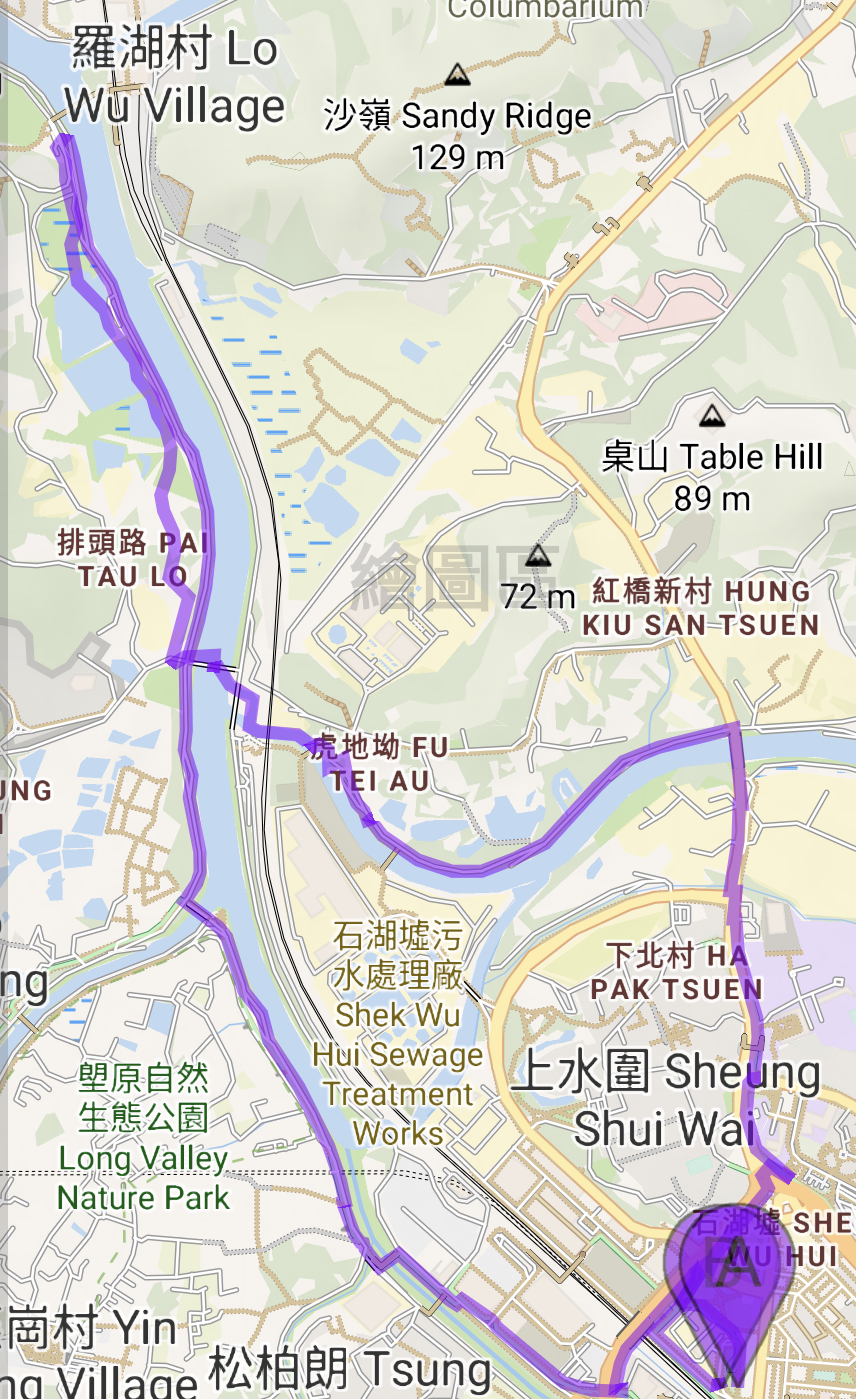 Columbarium
羅湖村 Lo
Wu Village
沙嶺 Sandy Ridge
129 m
桌山 Table Hill
89 m
排頭路 PAI
TAU LO
繪圖區
72 m
紅橋新村 HUNG
KIU SAN TSUEN
虎地坳 FU
TEI AU
UNG
石湖墟污
水處理廠
Shek Wu
Hui Sewage
Treatment
Works
下北村 HA
PAK TSUEN
ng
上水圍 Sheung
Shui Wai
塱原自然
生態公園
Long Valley
Nature Park
石湖墟 SHE
WU HUI
A
崗村 Yin
ng Village
松柏朗 Tsung